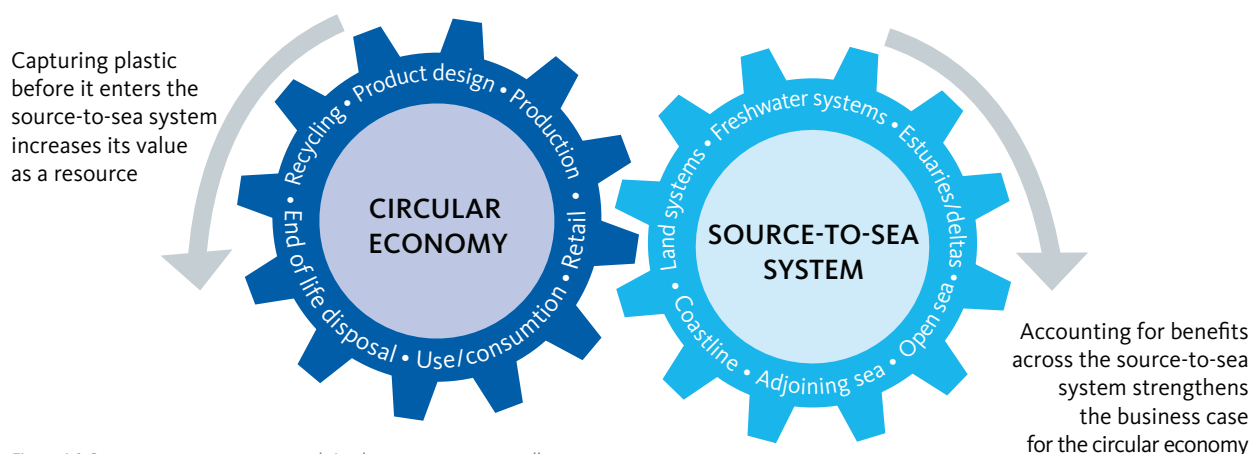 Capturing plastic
before it enters the
source-to-sea system
increases its value
as a resource
Recycling • Product design • Production • Retail • Use/consumtion • End of life disposal •
CIRCULAR
ECONOMY
Land systems • Freshwater systems • Estuaries/deltas • Open sea • Adjoining sea • Coastline •
SOURCE-TO-SEA
SYSTEM
Accounting for benefits
across the source-to-sea
system strengthens
the business case
for the circular economy